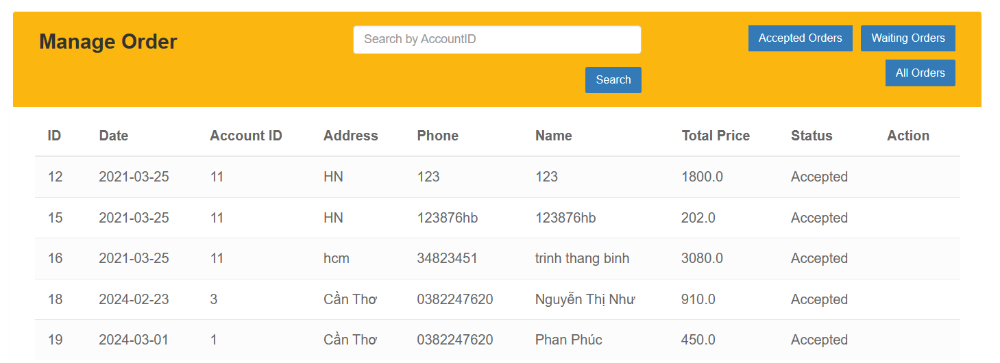 Manage Order
Search by AccountID
Accepted Orders
Waiting Orders
Search
All Orders
ID Date Account ID Address Phone Name Total Price Status Action
12 2021-03-25 11 HN 123 123 1800.0 Accepted
15 2021-03-25 11 HN 123876hb 123876hb 202.0 Accepted
16 2021-03-25 11 hcm 34823451 trinh thang binh 3080.0 Accepted
18 2024-02-23 3 Cần Thơ 0382247620 Nguyễn Thị Như 910.0 Accepted
19 2024-03-01 1 Cần Thơ 0382247620 Phan Phúc 450.0 Accepted